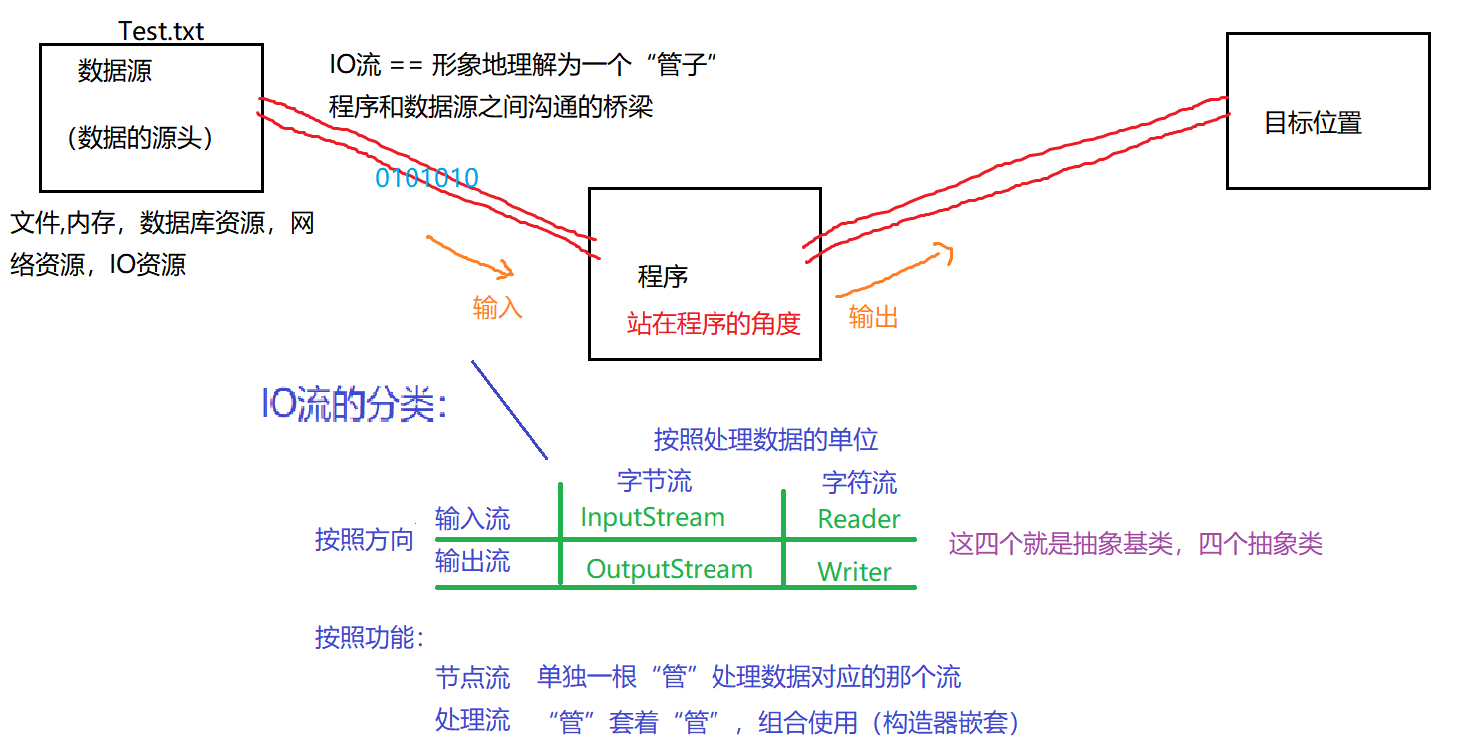 Test.txt
数据源
（数据的源头）
文件,内存，数据库资源，网
络资源，IO资源
IO流 == 形象地理解为一个“管子”
程序和数据源之间沟通的桥梁
0101010
输入
程序
站在程序的角度
输出
目标位置
IO流的分类：
按照处理数据的单位
字节流 字符流
按照方向
输入流 InputStream Reader
输出流 OutputStream Writer
这四个就是抽象基类，四个抽象类
按照功能：
节点流 单独一根“管”处理数据对应的那个流
处理流 “管”套着“管”，组合使用（构造器嵌套）